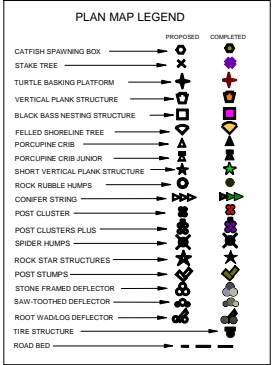 PLAN MAP LEGEND
PROPOSED COMPLETED
CATFISH SPAWNING BOX
STAKE TREE
TURTLE BASKING PLATFORM
VERTICAL PLANK STRUCTURE
BLACK BASS NESTING STRUCTURE
FELLED SHORELINE TREE
PORCUPINE CRIB
PORCUPINE CRIB JUNIOR
SHORT VERTICAL PLANK STRUCTURE
ROCK RUBBLE HUMPS
CONIFER STRING
POST CLUSTER
POST CLUSTERS PLUS
SPIDER HUMPS
ROCK STAR STRUCTURES
POST STUMPS
STONE FRAMED DEFLECTOR
SAW-TOOTHED DEFLECTOR
ROOT WAD/LOG DEFLECTOR
TIRE STRUCTURE
ROAD BED